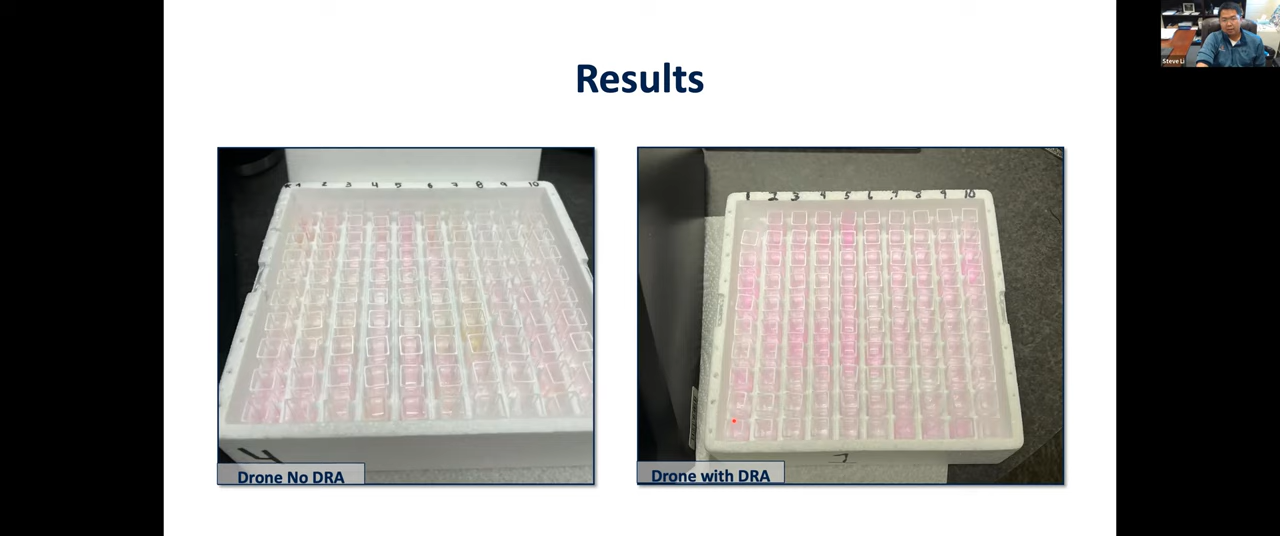 Steve Li
Results
1 2 3 4 5 6 7 8 9 10
1 2 3 4 5 6 7 8 9 10
4
Drone No DRA
Drone with DRA